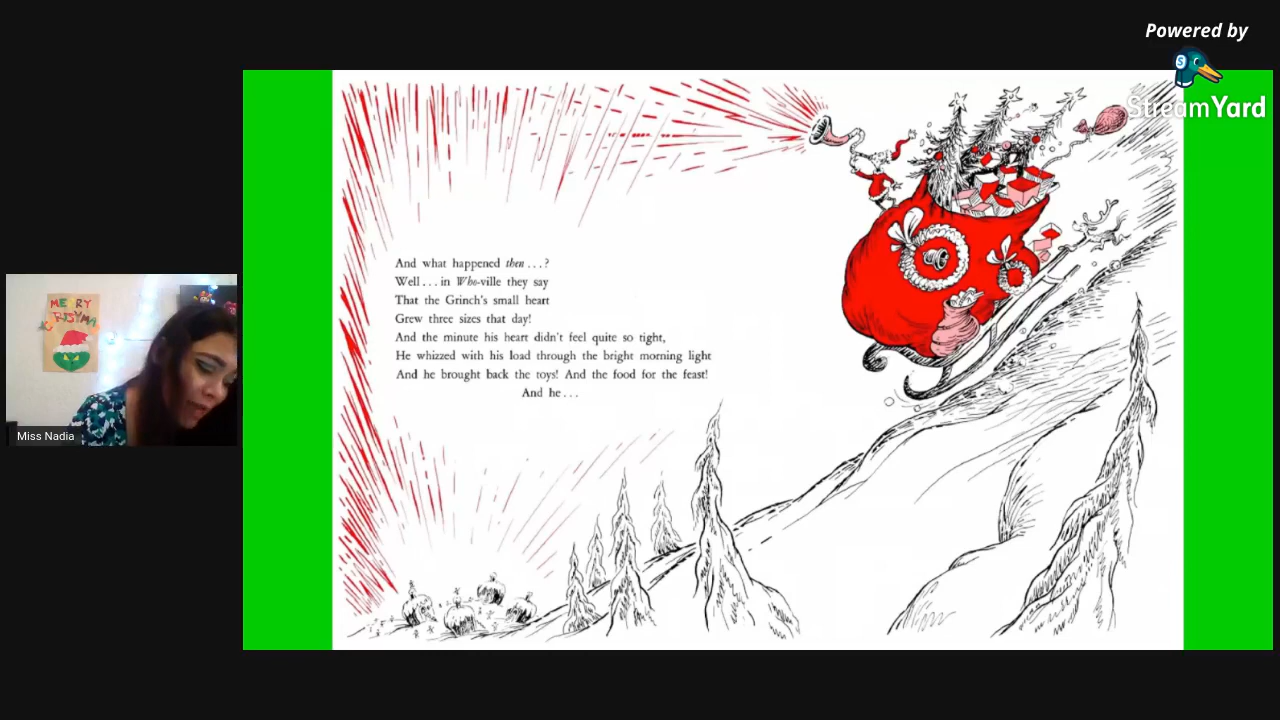 Powered by
StreamYard
And what happened then . . . ?
Well . . . in Who-ville they say
That the Grinch's small heart
Grew three sizes that day!
And the minute his heart didn't feel quite so tight,
He whizzed with his load through the bright morning light
And he brought back the toys! And the food for the feast!
And he . . .
MERRY
Miss Nadia